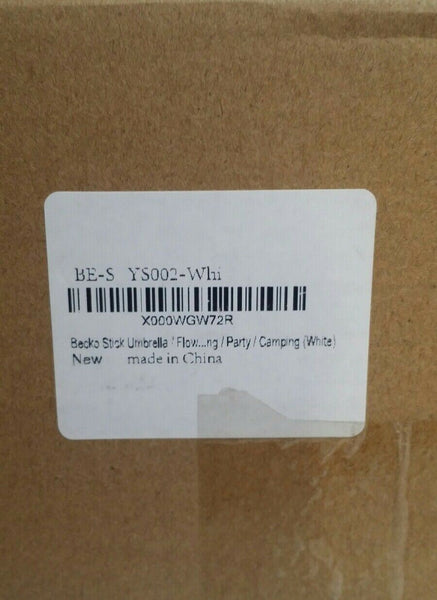 BE-S YS002-Whi
X000WGW72R
Becko Stick Umbrella / Flow...ng / Party / Camping (White)
New made in China